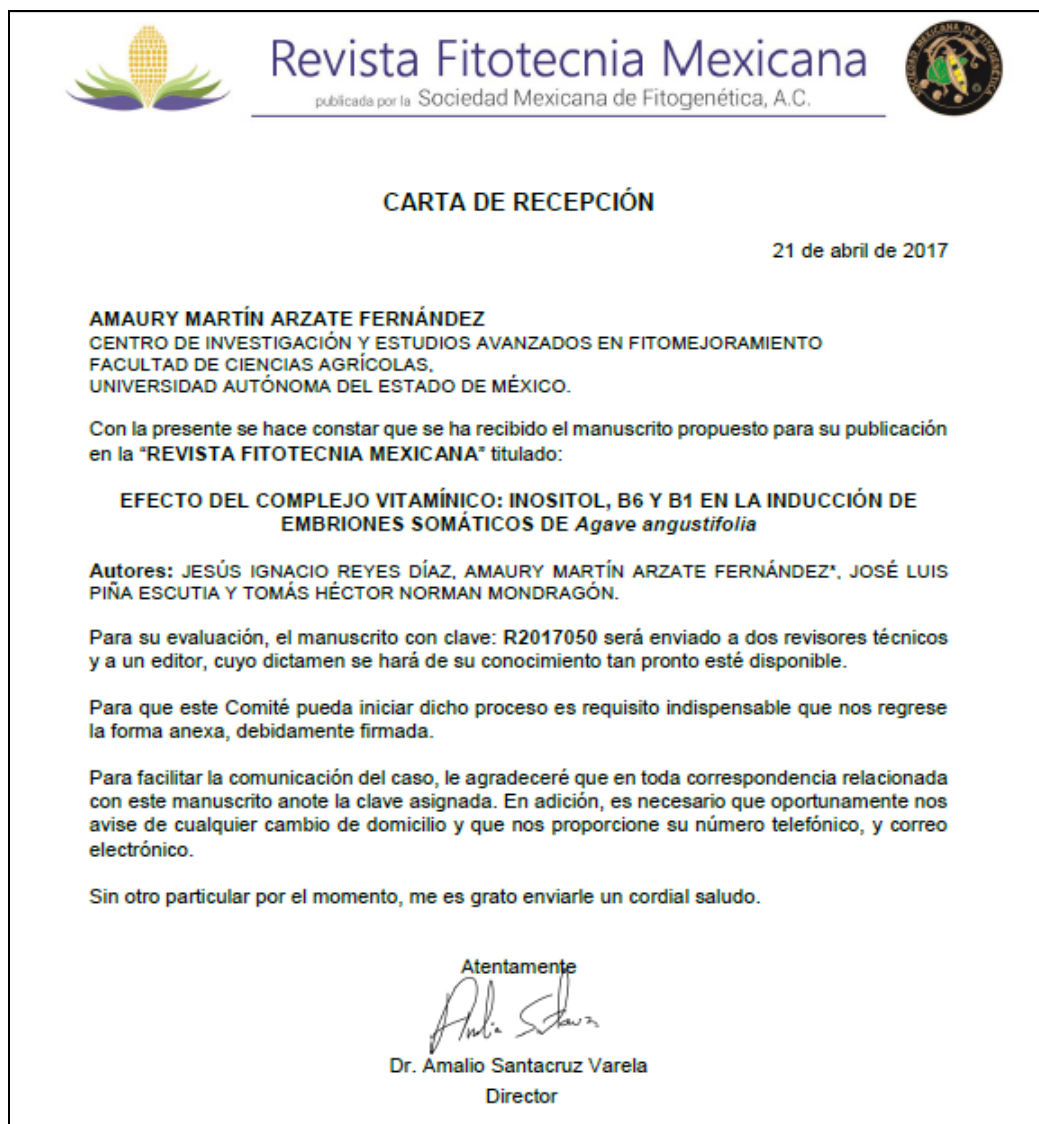 Revista Fitotecnia Mexicana
publicada por la Sociedad Mexicana de Fitogenética, A.C.
SOCIEDAD MEXICANA DE FITOGENÉTICA
CARTA DE RECEPCIÓN
21 de abril de 2017
AMAURY MARTÍN ARZATE FERNÁNDEZ
CENTRO DE INVESTIGACIÓN Y ESTUDIOS AVANZADOS EN FITOMEJORAMIENTO
FACULTAD DE CIENCIAS AGRÍCOLAS,
UNIVERSIDAD AUTÓNOMA DEL ESTADO DE MÉXICO.
Con la presente se hace constar que se ha recibido el manuscrito propuesto para su publicación
en la "REVISTA FITOTECNIA MEXICANA" titulado:
EFECTO DEL COMPLEJO VITAMÍNICO: INOSITOL, B6 Y B1 EN LA INDUCCIÓN DE
EMBRIONES SOMÁTICOS DE Agave angustifolia
Autores: JESÚS IGNACIO REYES DÍAZ, AMAURY MARTÍN ARZATE FERNÁNDEZ*, JOSÉ LUIS
PIÑA ESCUTIA Y TOMÁS HÉCTOR NORMAN MONDRAGÓN.
Para su evaluación, el manuscrito con clave: R2017050 será enviado a dos revisores técnicos
y a un editor, cuyo dictamen se hará de su conocimiento tan pronto esté disponible.
Para que este Comité pueda iniciar dicho proceso es requisito indispensable que nos regrese
la forma anexa, debidamente firmada.
Para facilitar la comunicación del caso, le agradeceré que en toda correspondencia relacionada
con este manuscrito anote la clave asignada. En adición, es necesario que oportunamente nos
avise de cualquier cambio de domicilio y que nos proporcione su número telefónico, y correo
electrónico.
Sin otro particular por el momento, me es grato enviarle un cordial saludo.
Atentamente
Dr. Amalio Santacruz Varela
Director